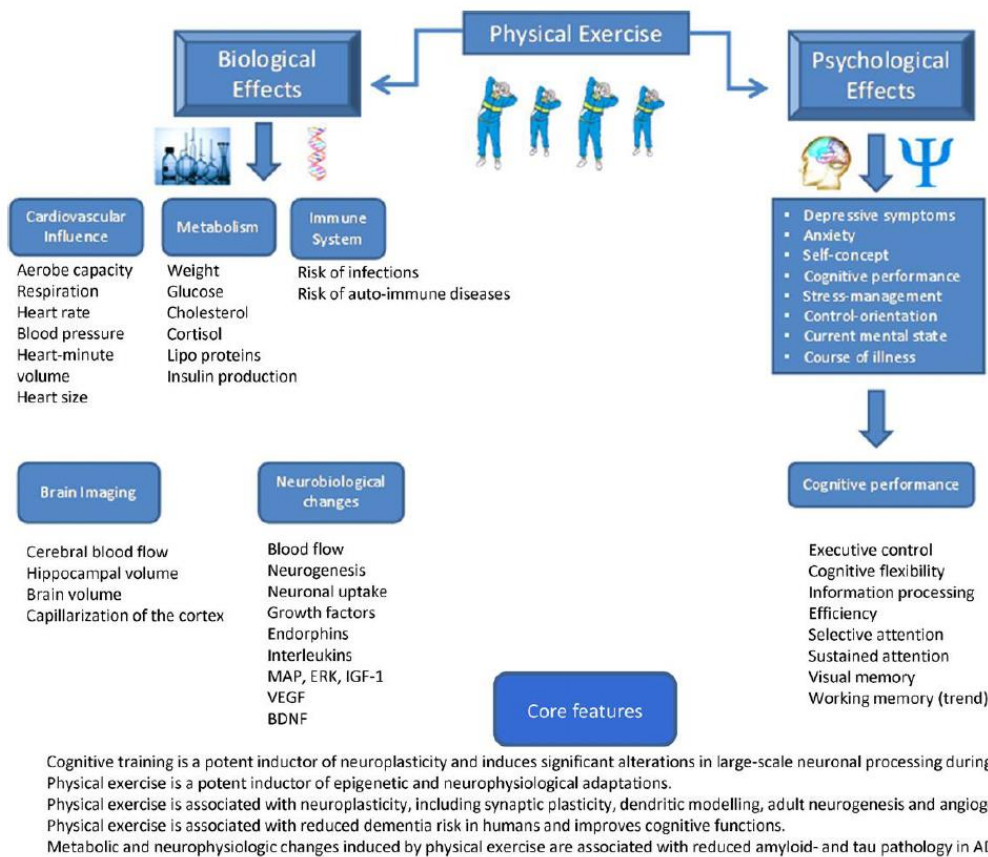 Physical Exercise
Biological
Effects
Psychological
Effects
Ψ
Cardiovascular
Influence
Aerobe capacity
Respiration
Heart rate
Blood pressure
Heart-minute
volume
Heart size
Metabolism
Weight
Glucose
Cholesterol
Cortisol
Lipo proteins
Insulin production
Immune
System
Risk of infections
Risk of auto-immune diseases
▪ Depressive symptoms
▪ Anxiety
▪ Self-concept
▪ Cognitive performance
▪ Stress-management
▪ Control-orientation
▪ Current mental state
▪ Course of illness
Brain Imaging
Cerebral blood flow
Hippocampal volume
Brain volume
Capillarization of the cortex
Neurobiological
changes
Blood flow
Neurogenesis
Neuronal uptake
Growth factors
Endorphins
Interleukins
MAP, ERK, IGF-1
VEGF
BDNF
Cognitive performance
Executive control
Cognitive flexibility
Information processing
Efficiency
Selective attention
Sustained attention
Visual memory
Working memory (trend)
Core features
Cognitive training is a potent inductor of neuroplasticity and induces significant alterations in large-scale neuronal processing during
Physical exercise is a potent inductor of epigenetic and neurophysiological adaptations.
Physical exercise is associated with neuroplasticity, including synaptic plasticity, dendritic modelling, adult neurogenesis and angiog
Physical exercise is associated with reduced dementia risk in humans and improves cognitive functions.
Metabolic and neurophysiologic changes induced by physical exercise are associated with reduced amyloid- and tau pathology in AD